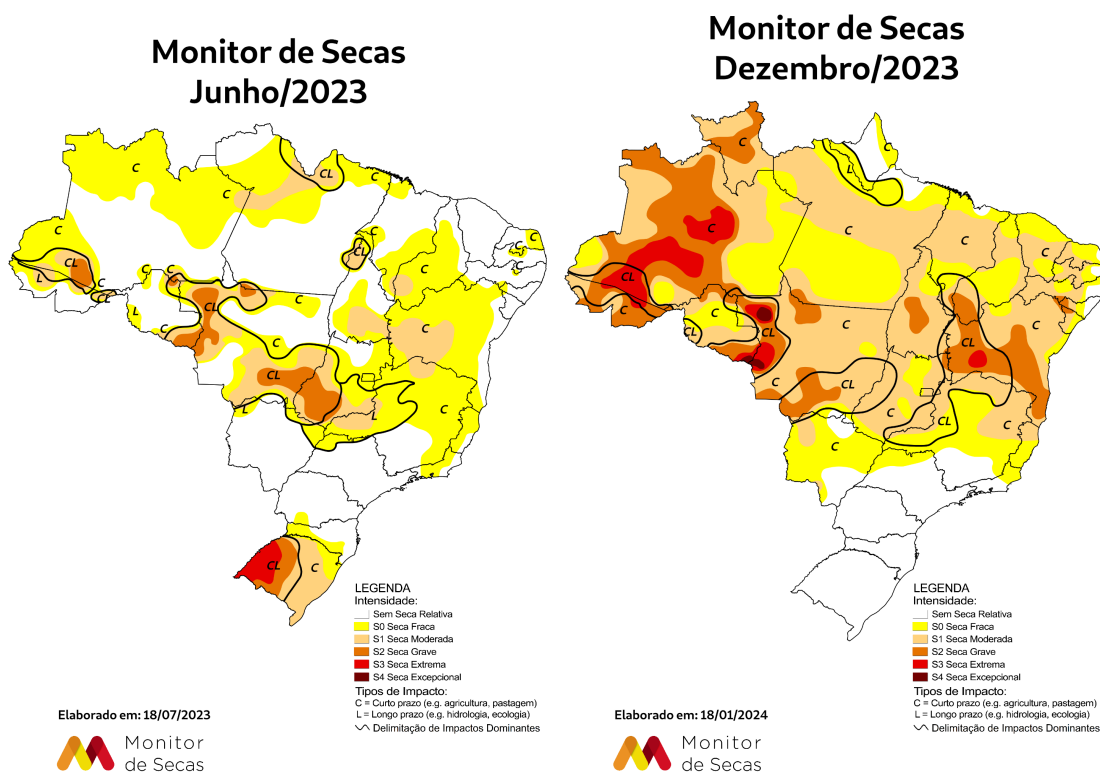 Monitor de Secas
Junho/2023
C
C
CL
C
C
CL
L
C
CL
C
C
CL
L
C
CL
C
C
CL
C
C
C
C
C
C
CL
L
L
C
CL
C
LEGENDA
Intensidade:
Sem Seca Relativa
S0 Seca Fraca
S1 Seca Moderada
S2 Seca Grave
S3 Seca Extrema
S4 Seca Excepcional
Tipos de Impacto:
C = Curto prazo (e.g. agricultura, pastagem)
L = Longo prazo (e.g. hidrologia, ecologia)
Delimitação de Impactos Dominantes
Elaborado em: 18/07/2023
Monitor
de Secas
Monitor de Secas
Dezembro/2023
C
C
L
C
C
C
C
CL
C
C
CL
CL
C
C
CL
C
CL
C
CL
C
C
LEGENDA
Intensidade:
Sem Seca Relativa
S0 Seca Fraca
S1 Seca Moderada
S2 Seca Grave
S3 Seca Extrema
S4 Seca Excepcional
Tipos de Impacto:
C = Curto prazo (e.g. agricultura, pastagem)
L = Longo prazo (e.g. hidrologia, ecologia)
Delimitação de Impactos Dominantes
Elaborado em: 18/01/2024
Monitor
de Secas